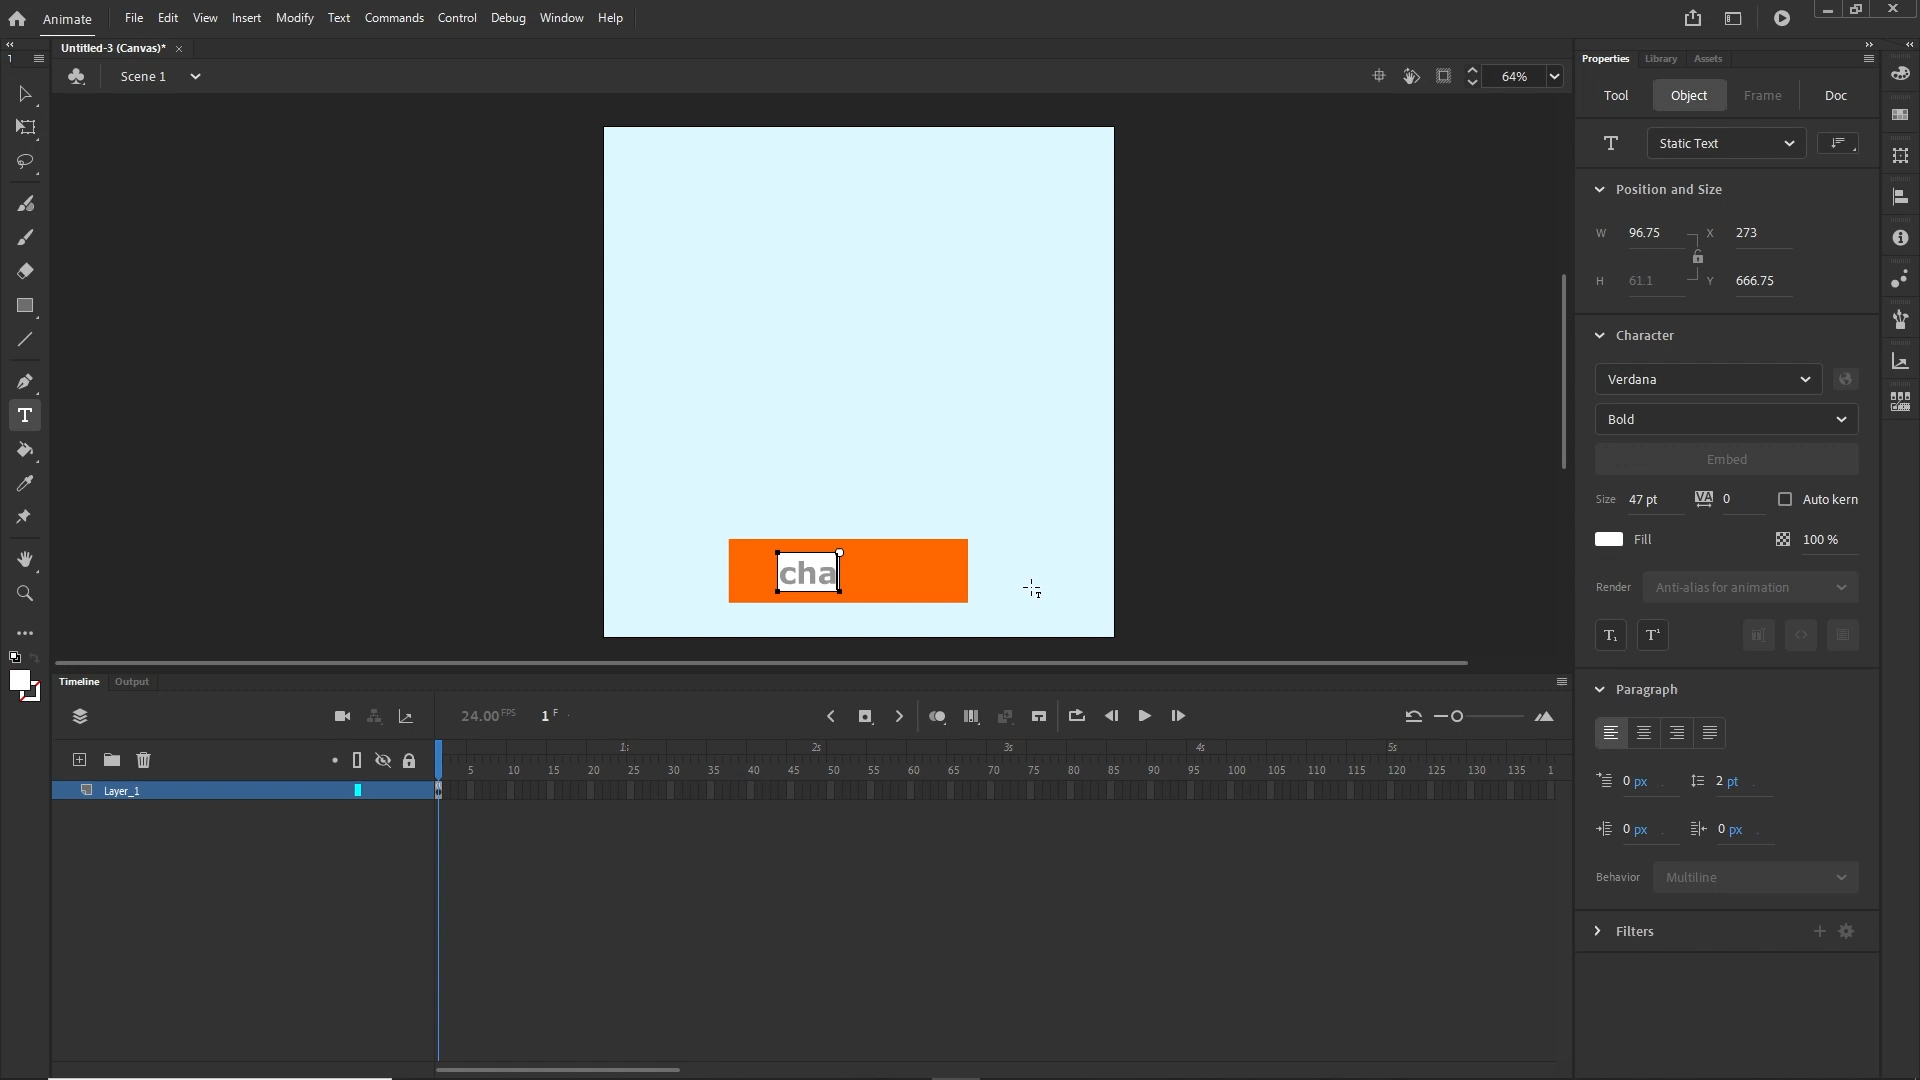 Animate File Edit View Insert Modify Text Commands Control Debug Window Help
Untitled-3 (Canvas)*
Scene 1
64%
Properties Library Assets
Tool Object Frame Doc
T Static Text
Position and Size
W 96.75 X 273
H 61.1 Y 666.75
Character
Verdana
Bold
Embed
Size 47 pt VA 0 Auto kern
Fill 100 %
Render Anti-alias for animation
T₁ T¹
Paragraph
0 px 2 pt
0 px 0 px
Behavior Multiline
Filters
cha
Timeline Output
24.00 FPS 1 F
1s 2s 3s 4s 5s
5 10 15 20 25 30 35 40 45 50 55 60 65 70 75 80 85 90 95 100 105 110 115 120 125 130 135 1
Layer_1